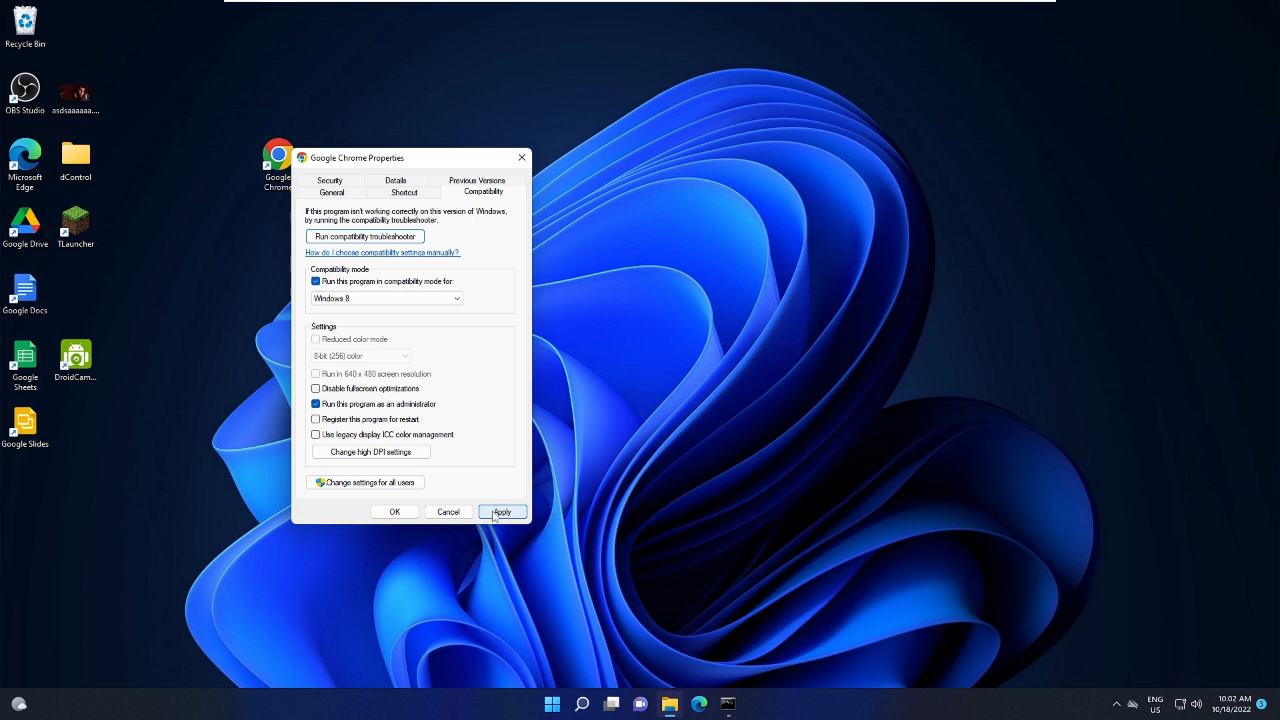 Recycle Bin
OBS Studio
asdsaaaaaa....
Microsoft
Edge
dControl
Google Drive
TLauncher
Google Docs
Google
Sheets
DroidCam...
Google Slides
Google
Chrome
Google Chrome Properties
Security
Details
Previous Versions
General
Shortcut
Compatibility
If this program isn't working correctly on this version of Windows,
try running the compatibility troubleshooter.
Run compatibility troubleshooter
How do I choose compatibility settings manually?
Compatibility mode
Run this program in compatibility mode for:
Windows 8
Settings
Reduced color mode
8-bit (256) color
Run in 640 x 480 screen resolution
Disable fullscreen optimizations
Run this program as an administrator
Register this program for restart
Use legacy display ICC color management
Change high DPI settings
Change settings for all users
OK
Cancel
Apply
ENG
US
10:02 AM
10/18/2022
3